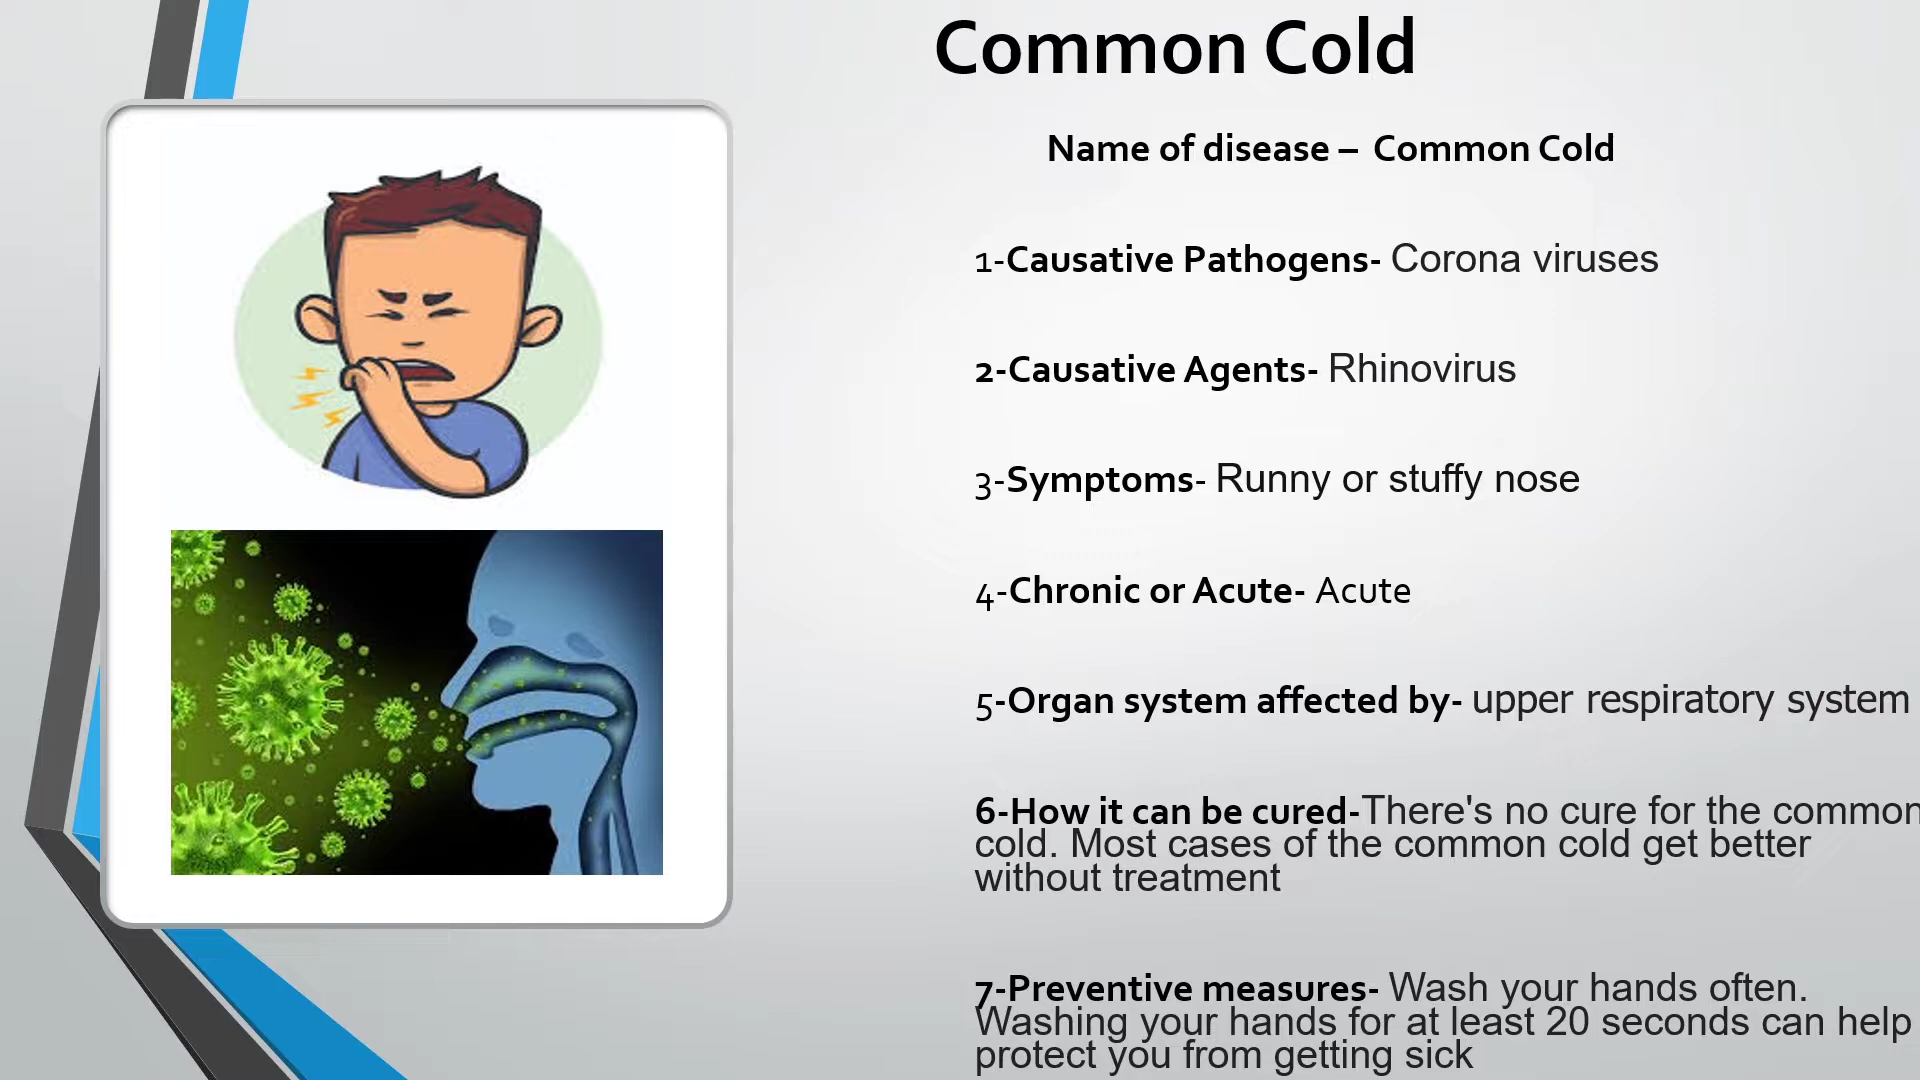 Common Cold
Name of disease – Common Cold
1-Causative Pathogens- Corona viruses
2-Causative Agents- Rhinovirus
3-Symptoms- Runny or stuffy nose
4-Chronic or Acute- Acute
5-Organ system affected by- upper respiratory system
6-How it can be cured-There's no cure for the common
cold. Most cases of the common cold get better
without treatment
7-Preventive measures- Wash your hands often.
Washing your hands for at least 20 seconds can help
protect you from getting sick